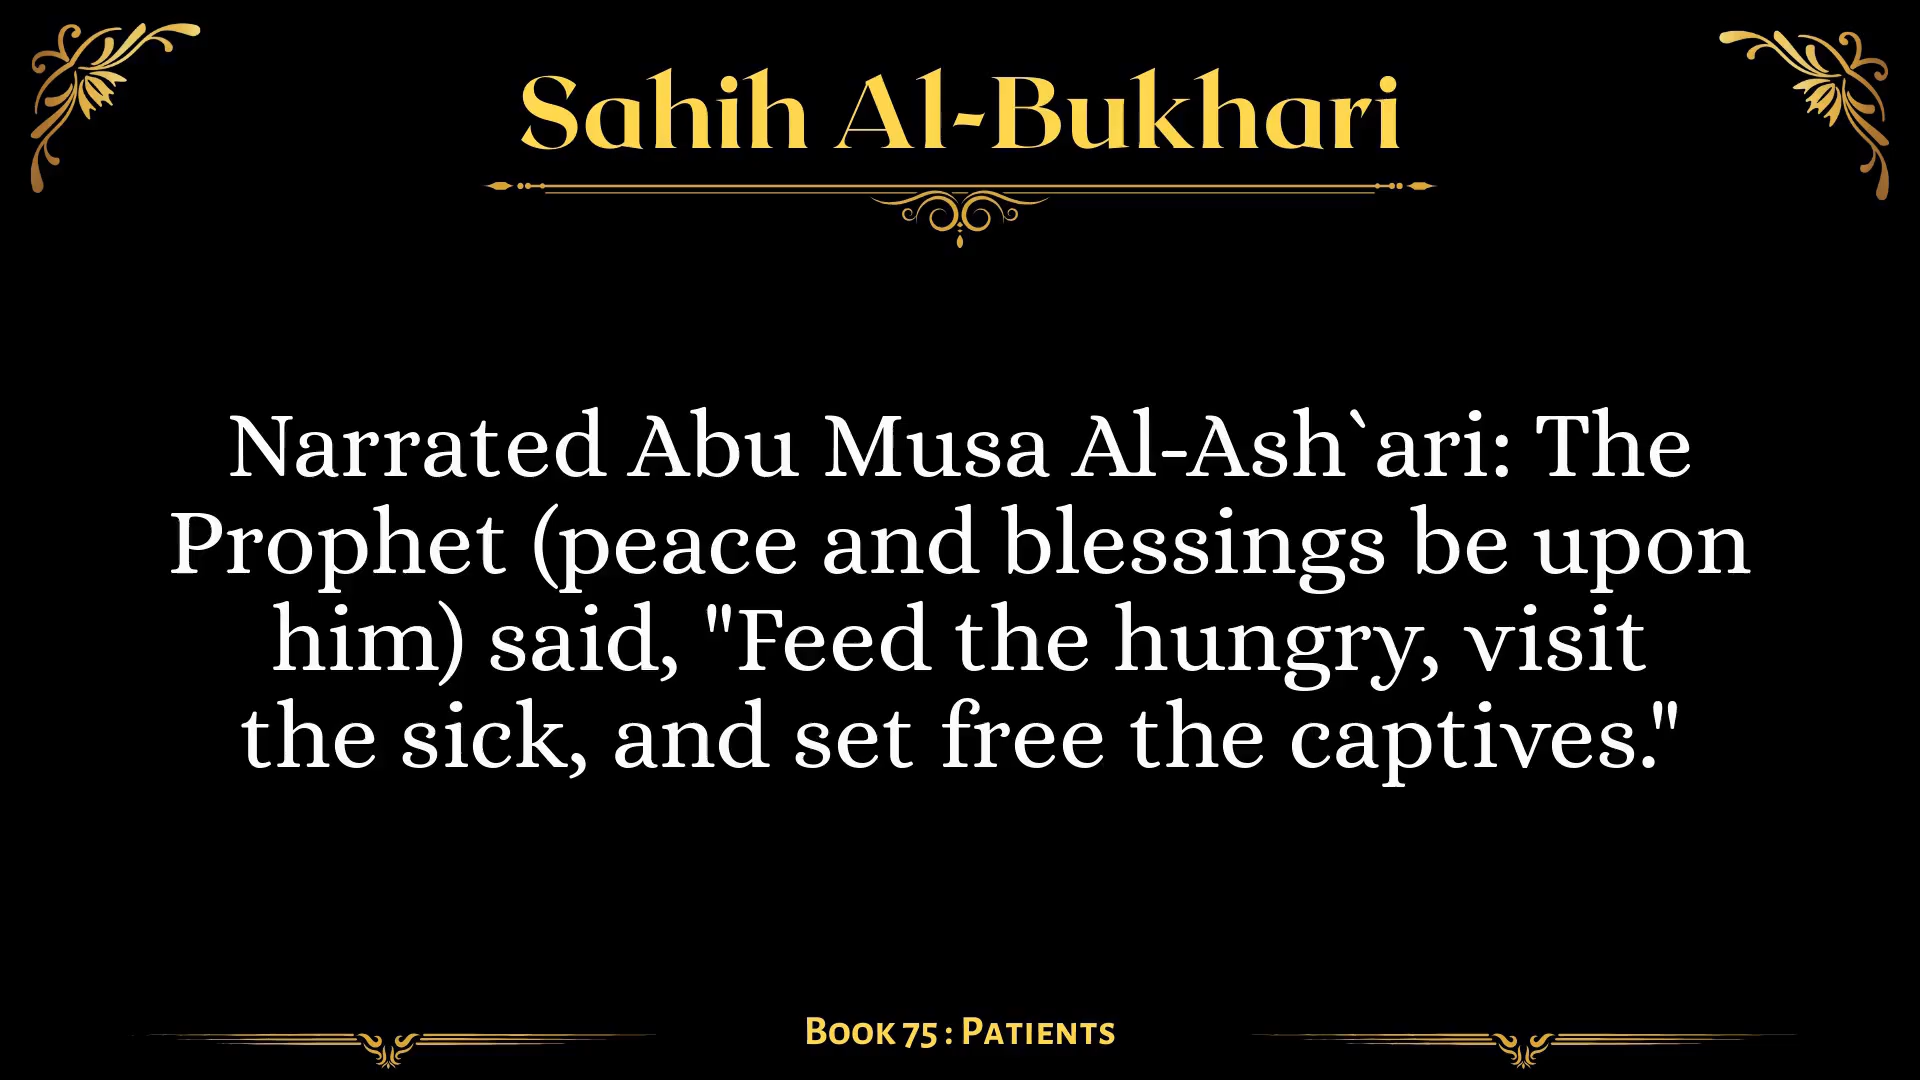 Sahih Al-Bukhari
Narrated Abu Musa Al-Ash`ari: The
Prophet (peace and blessings be upon
him) said, "Feed the hungry, visit
the sick, and set free the captives."
Book 75 : Patients